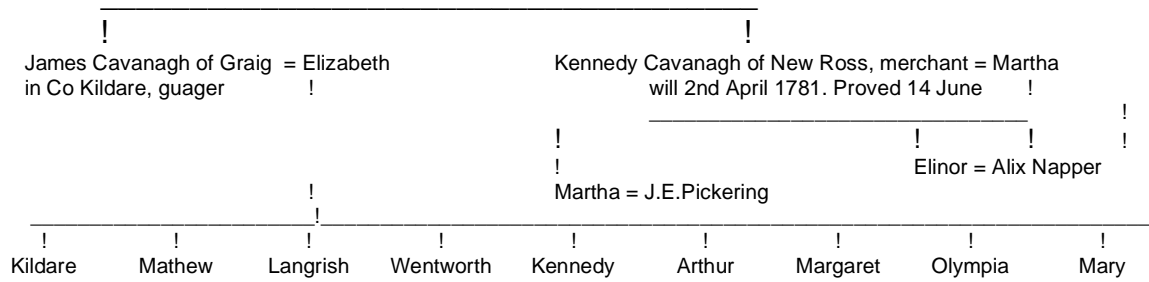 James Cavanagh of Graig = Elizabeth Kennedy Cavanagh of New Ross, merchant = Martha
in Co Kildare, guager will 2nd April 1781. Proved 14 June
Elinor = Alix Napper
Martha = J.E.Pickering
Kildare Mathew Langrish Wentworth Kennedy Arthur Margaret Olympia Mary